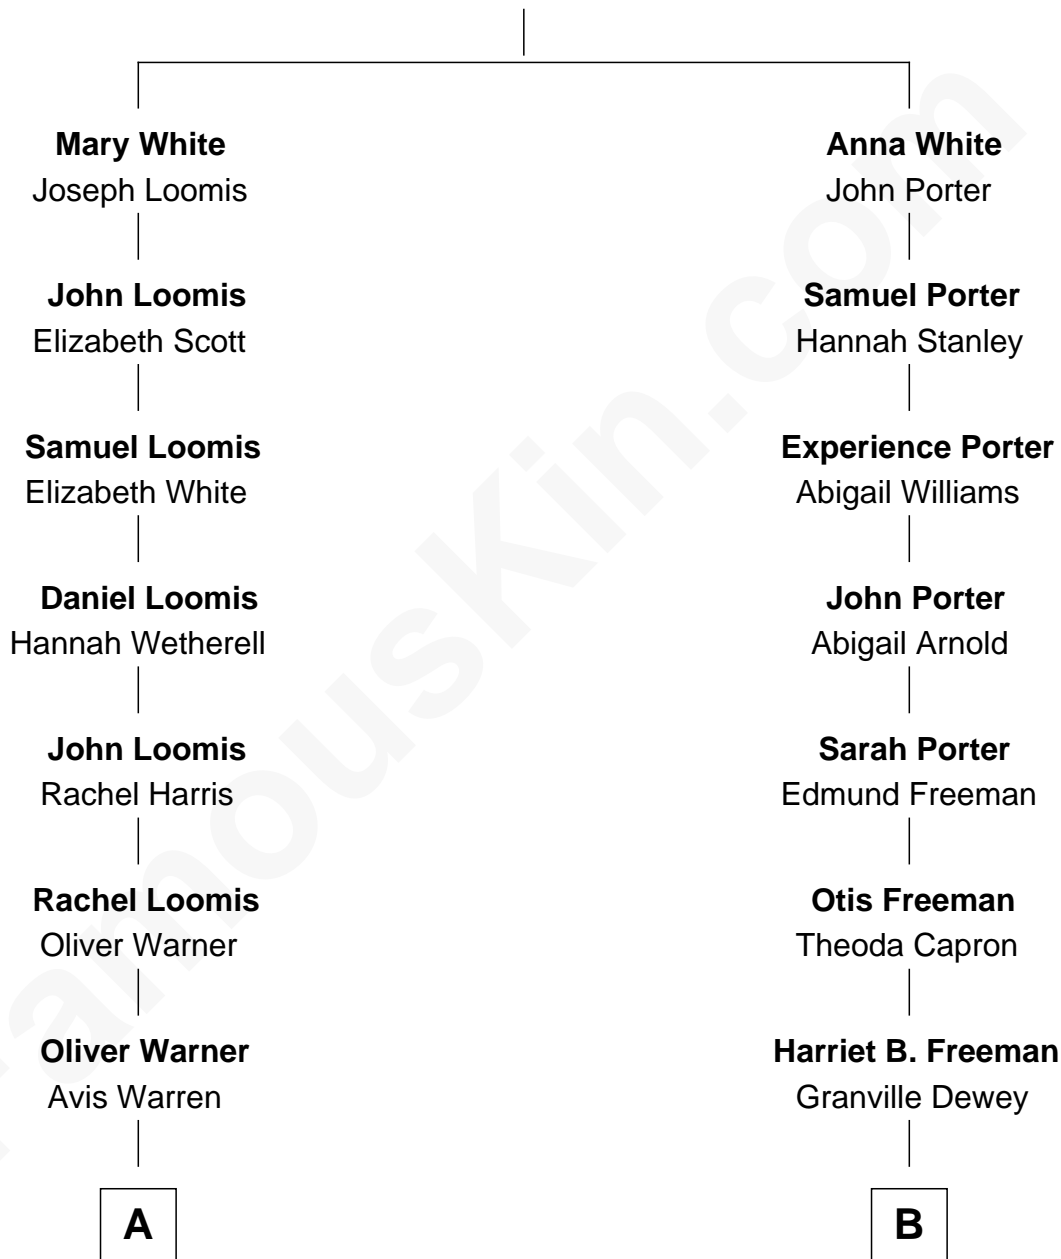 Mary White
Joseph Loomis
John Loomis
Elizabeth Scott
Samuel Loomis
Elizabeth White
Daniel Loomis
Hannah Wetherell
John Loomis
Rachel Harris
Rachel Loomis
Oliver Warner
Oliver Warner
Avis Warren
A
Anna White
John Porter
Samuel Porter
Hannah Stanley
Experience Porter
Abigail Williams
John Porter
Abigail Arnold
Sarah Porter
Edmund Freeman
Otis Freeman
Theoda Capron
Harriet B. Freeman
Granville Dewey
B
FamousKin.com